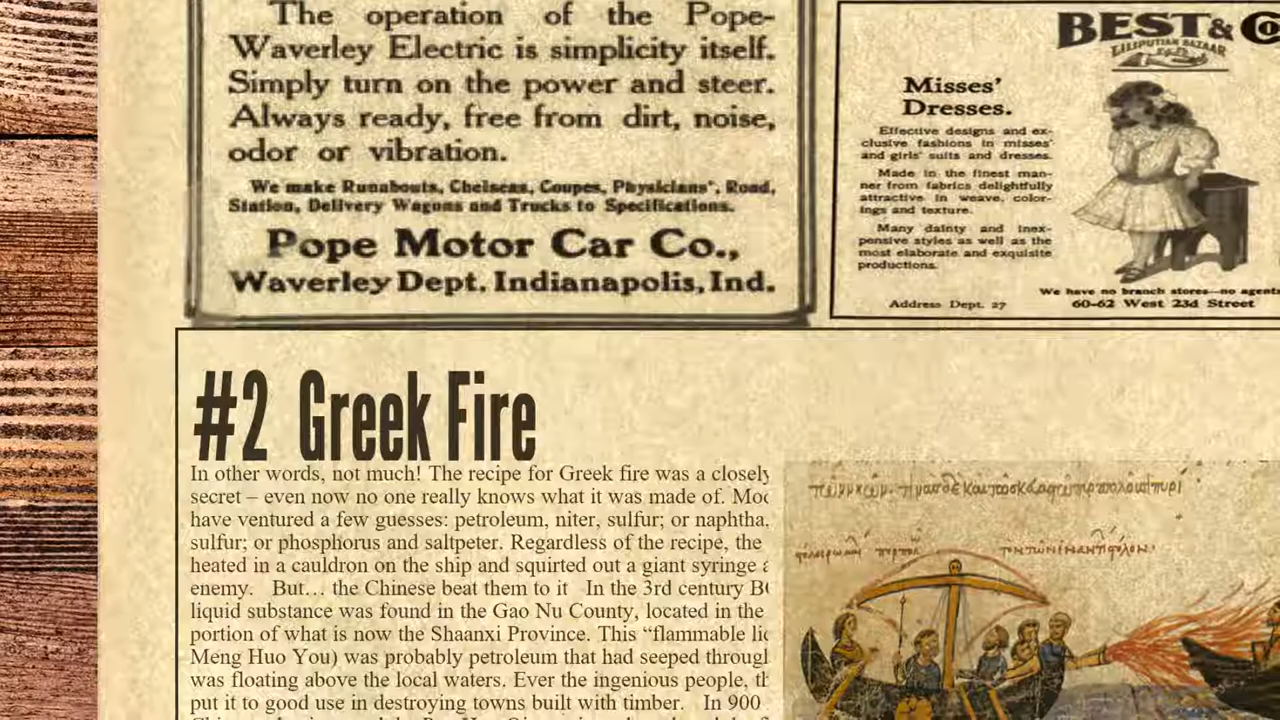 The operation of the Pope-
Waverley Electric is simplicity itself.
Simply turn on the power and steer.
Always ready, free from dirt, noise,
odor or vibration.
We make Runabouts, Chelseas, Coupes, Physicians', Road,
Station, Delivery Wagons and Trucks to Specifications.
Pope Motor Car Co.,
Waverley Dept. Indianapolis, Ind.
BEST & Co
LILIPUTIAN BAZAAR
Misses'
Dresses.
Effective designs and ex-
clusive fashions in misses'
and girls' suits and dresses.
Made in the finest man-
ner from fabrics delightfully
attractive in weave, color-
ings and texture.
Many dainty and inex-
pensive styles as well as the
most elaborate and exquisite
productions.
We have no branch stores—no agents
Address Dept. 27
60-62 West 23d Street
#2 Greek Fire
In other words, not much! The recipe for Greek fire was a closely
secret – even now no one really knows what it was made of.
have ventured a few guesses: petroleum, niter, sulfur; or naphtha,
sulfur; or phosphorus and saltpeter. Regardless of the recipe, the
heated in a cauldron on the ship and squirted out a giant syringe
enemy. But… the Chinese beat them to it In the 3rd century
liquid substance was found in the Gao Nu County, located in the
portion of what is now the Shaanxi Province. This “flammable
Meng Huo You) was probably petroleum that had seeped
was floating above the local waters. Ever the ingenious people,
put it to good use in destroying towns built with timber. In 900